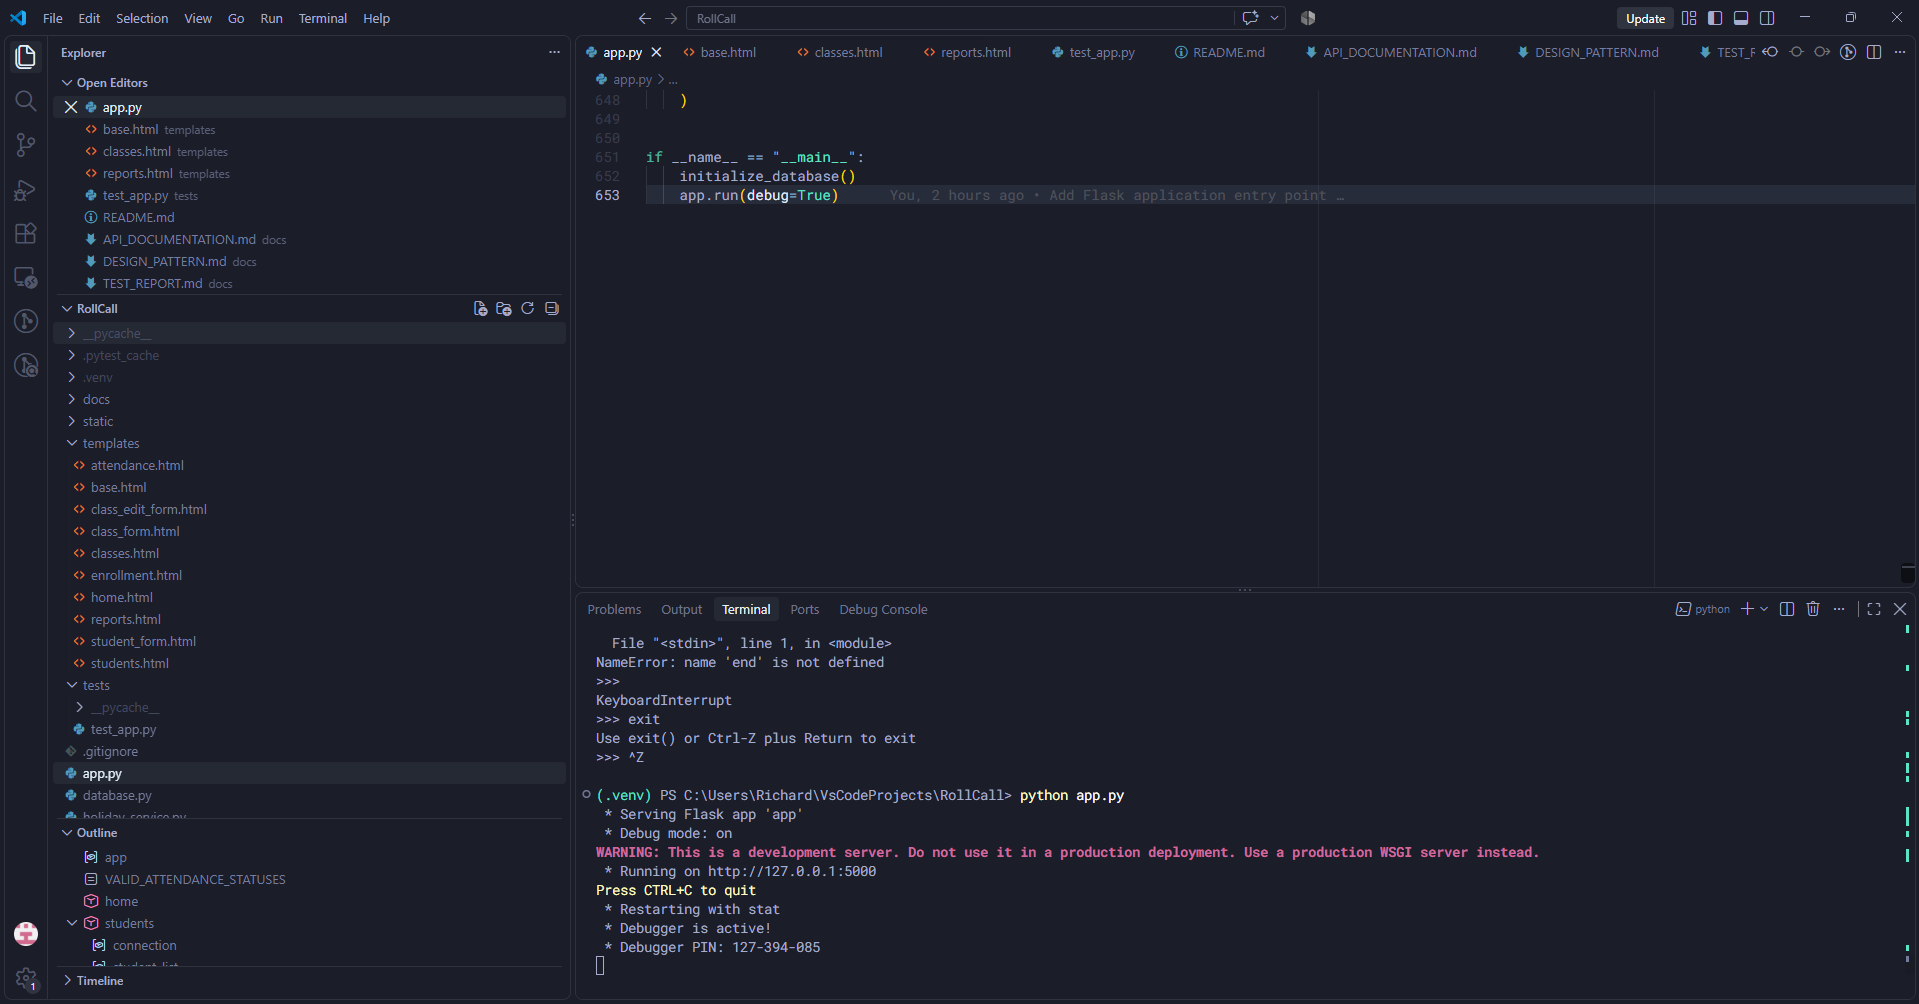 File Edit Selection View Go Run Terminal Help
RollCall
Update
Explorer
Open Editors
app.py
base.html templates
classes.html templates
reports.html templates
test_app.py tests
README.md
API_DOCUMENTATION.md docs
DESIGN_PATTERN.md docs
TEST_REPORT.md docs
RollCall
__pycache__
.pytest_cache
.venv
docs
static
templates
attendance.html
base.html
class_edit_form.html
class_form.html
classes.html
enrollment.html
home.html
reports.html
student_form.html
students.html
tests
__pycache__
test_app.py
.gitignore
app.py
database.py
holiday_service.py
Outline
app
VALID_ATTENDANCE_STATUSES
home
students
connection
student_list
Timeline
1
app.py base.html classes.html reports.html test_app.py README.md API_DOCUMENTATION.md DESIGN_PATTERN.md TEST_R
app.py > ...
648 )
649
650
651 if __name__ == "__main__":
652 initialize_database()
653 app.run(debug=True) You, 2 hours ago • Add Flask application entry point …
Problems Output Terminal Ports Debug Console
python
File "<stdin>", line 1, in <module>
NameError: name 'end' is not defined
>>>
KeyboardInterrupt
>>> exit
Use exit() or Ctrl-Z plus Return to exit
>>> ^Z
(.venv) PS C:\Users\Richard\VsCodeProjects\RollCall> python app.py
* Serving Flask app 'app'
* Debug mode: on
WARNING: This is a development server. Do not use it in a production deployment. Use a production WSGI server instead.
* Running on http://127.0.0.1:5000
Press CTRL+C to quit
* Restarting with stat
* Debugger is active!
* Debugger PIN: 127-394-085